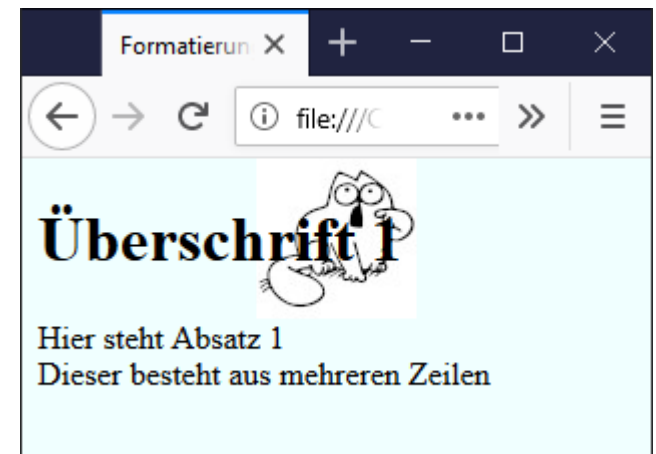 Formatierun
file:///C
Überschrift 1
Hier steht Absatz 1
Dieser besteht aus mehreren Zeilen